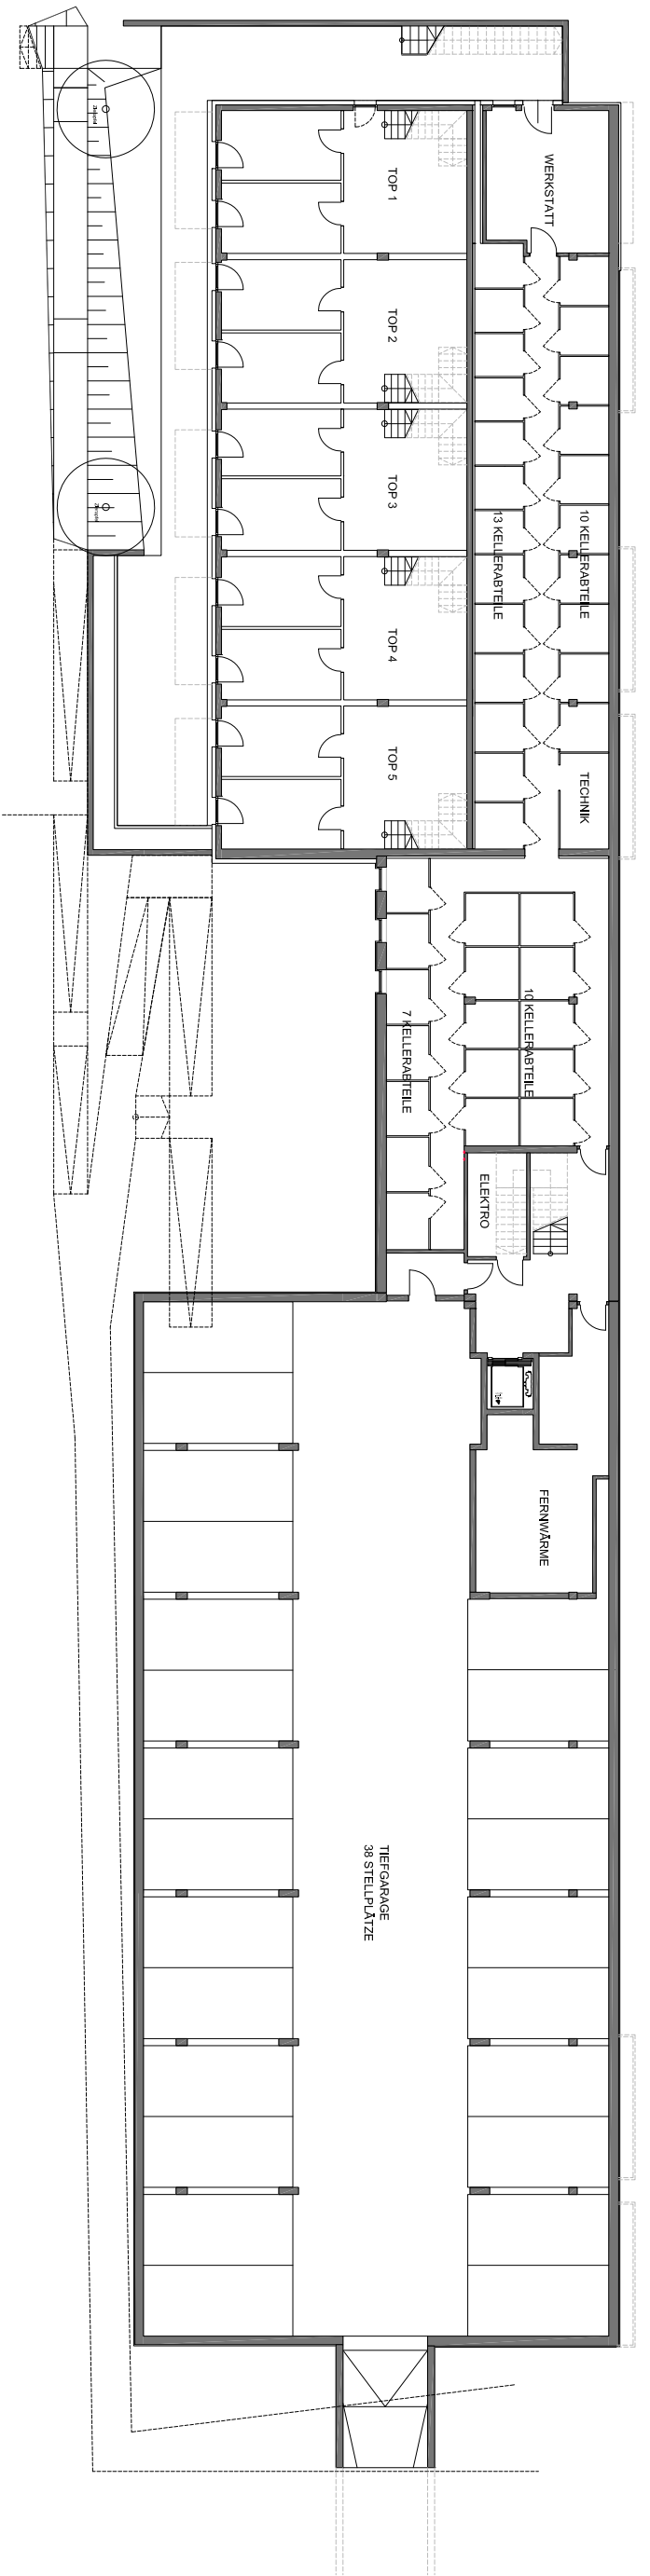 WERKSTATT
TOP 1
TOP 2
TOP 3
TOP 4
TOP 5
13 KELLERABTEILE
10 KELLERABTEILE
TECHNIK
7 KELLERABTEILE
10 KELLERABTEILE
ELEKTRO
FERNWÄRME
TIEFGARAGE
38 STELLPLÄTZE